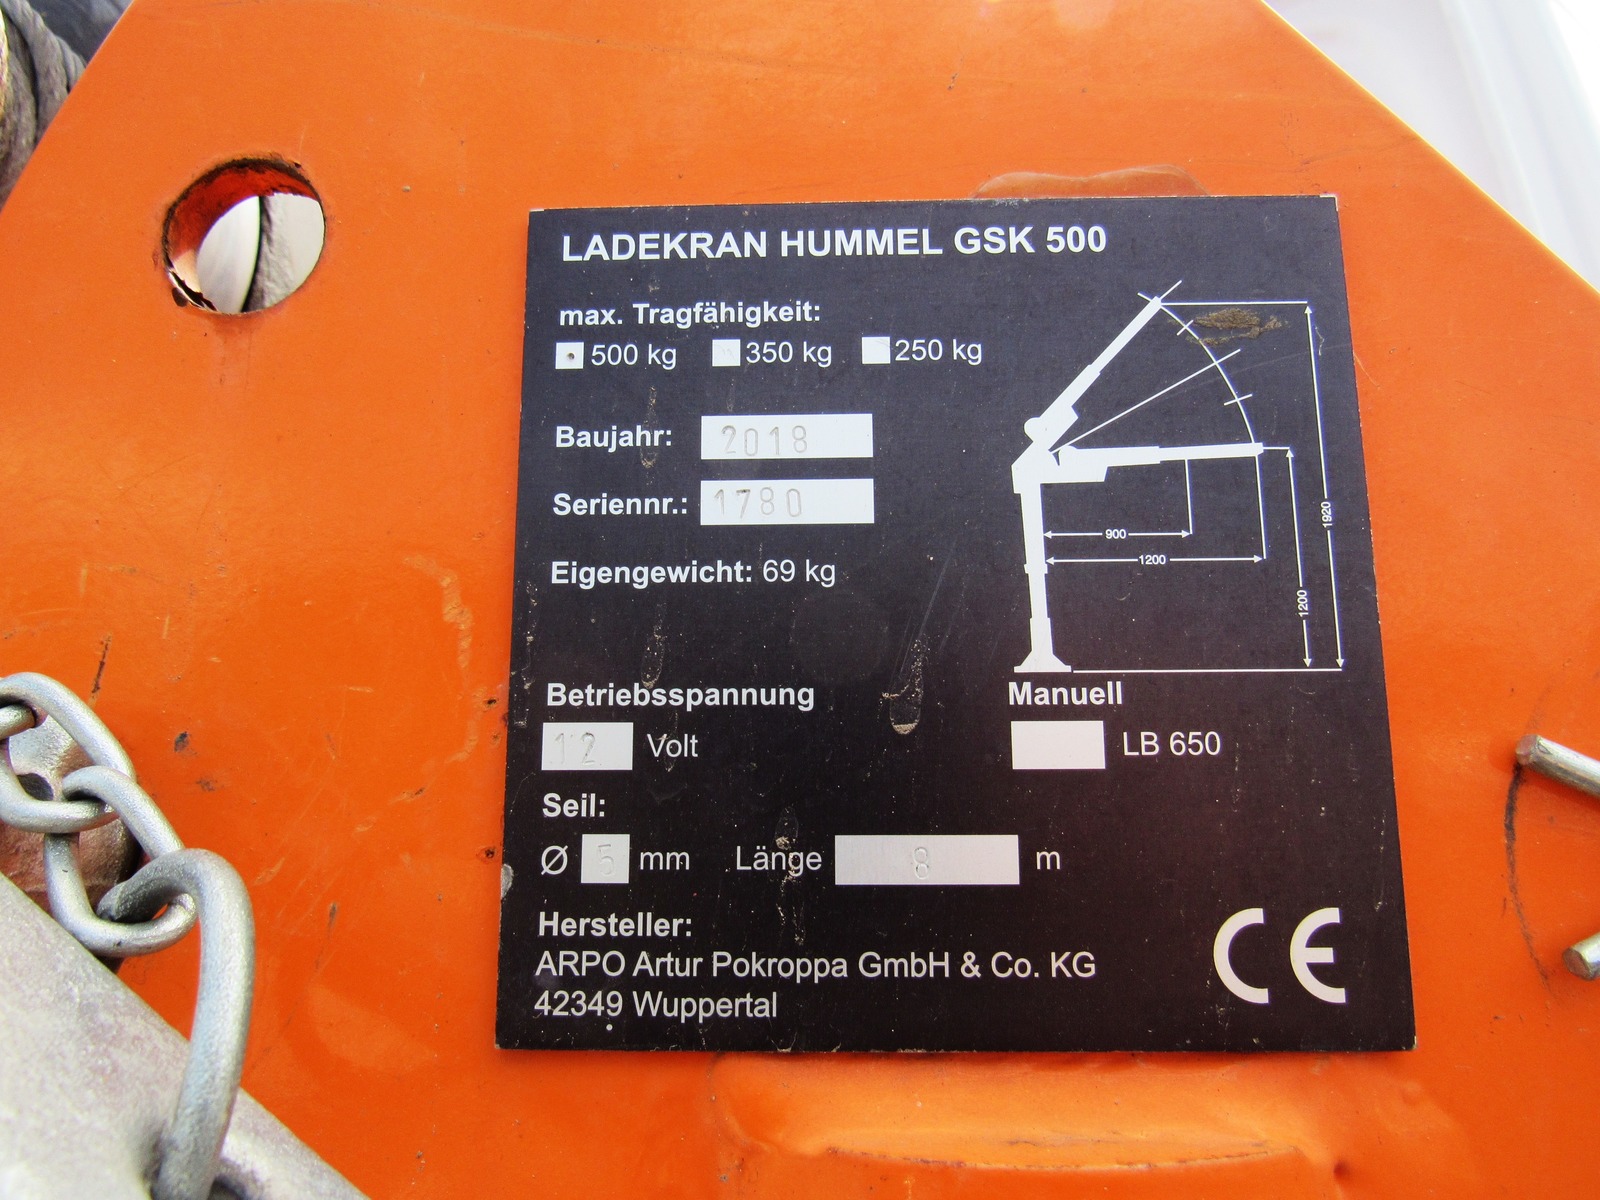 LADEKRAN HUMMEL GSK 500
max. Tragfähigkeit:
500 kg 350 kg 250 kg
Baujahr: 2018
Seriennr.: 1780
Eigengewicht: 69 kg
900
1200
1200
1920
Betriebsspannung
12 Volt
Manuell
LB 650
Seil:
Ø 5 mm Länge 8 m
Hersteller:
ARPO Artur Pokroppa GmbH & Co. KG
42349 Wuppertal
CE